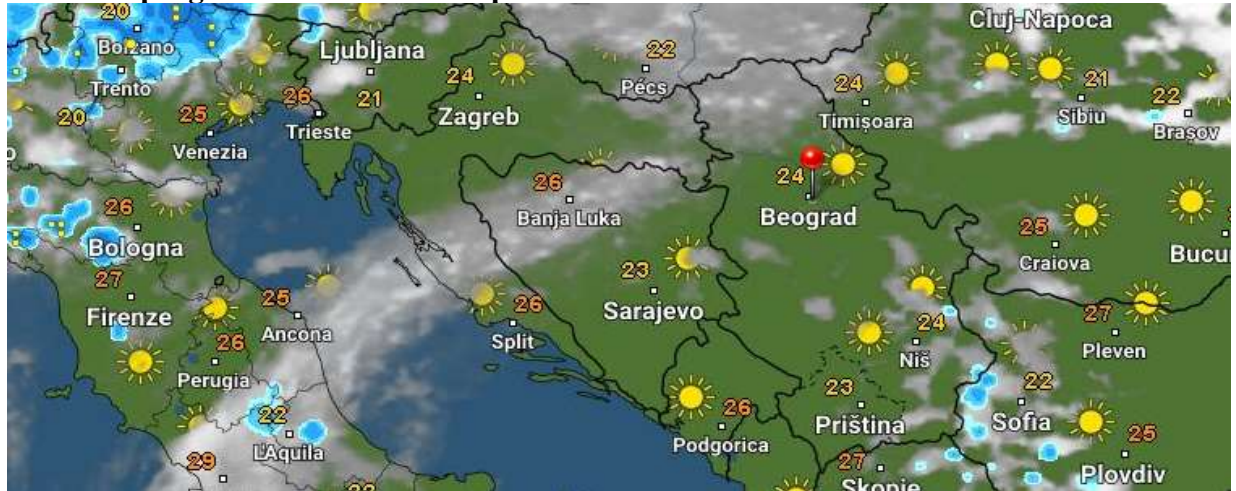 20
Bolzano
Trento
20
25
Venezia
26
Trieste
Ljubljana
21
24
Zagreb
22
Pécs
24
Timișoara
Cluj-Napoca
21
Sibiu
22
Brașov
26
Bologna
27
Firenze
25
Ancona
26
Perugia
22
L'Aquila
29
26
Banja Luka
23
Sarajevo
26
Split
24
Beograd
25
Craiova
24
Niš
23
Priština
26
Podgorica
27
Skopje
22
Sofia
27
Pleven
25
Plovdiv